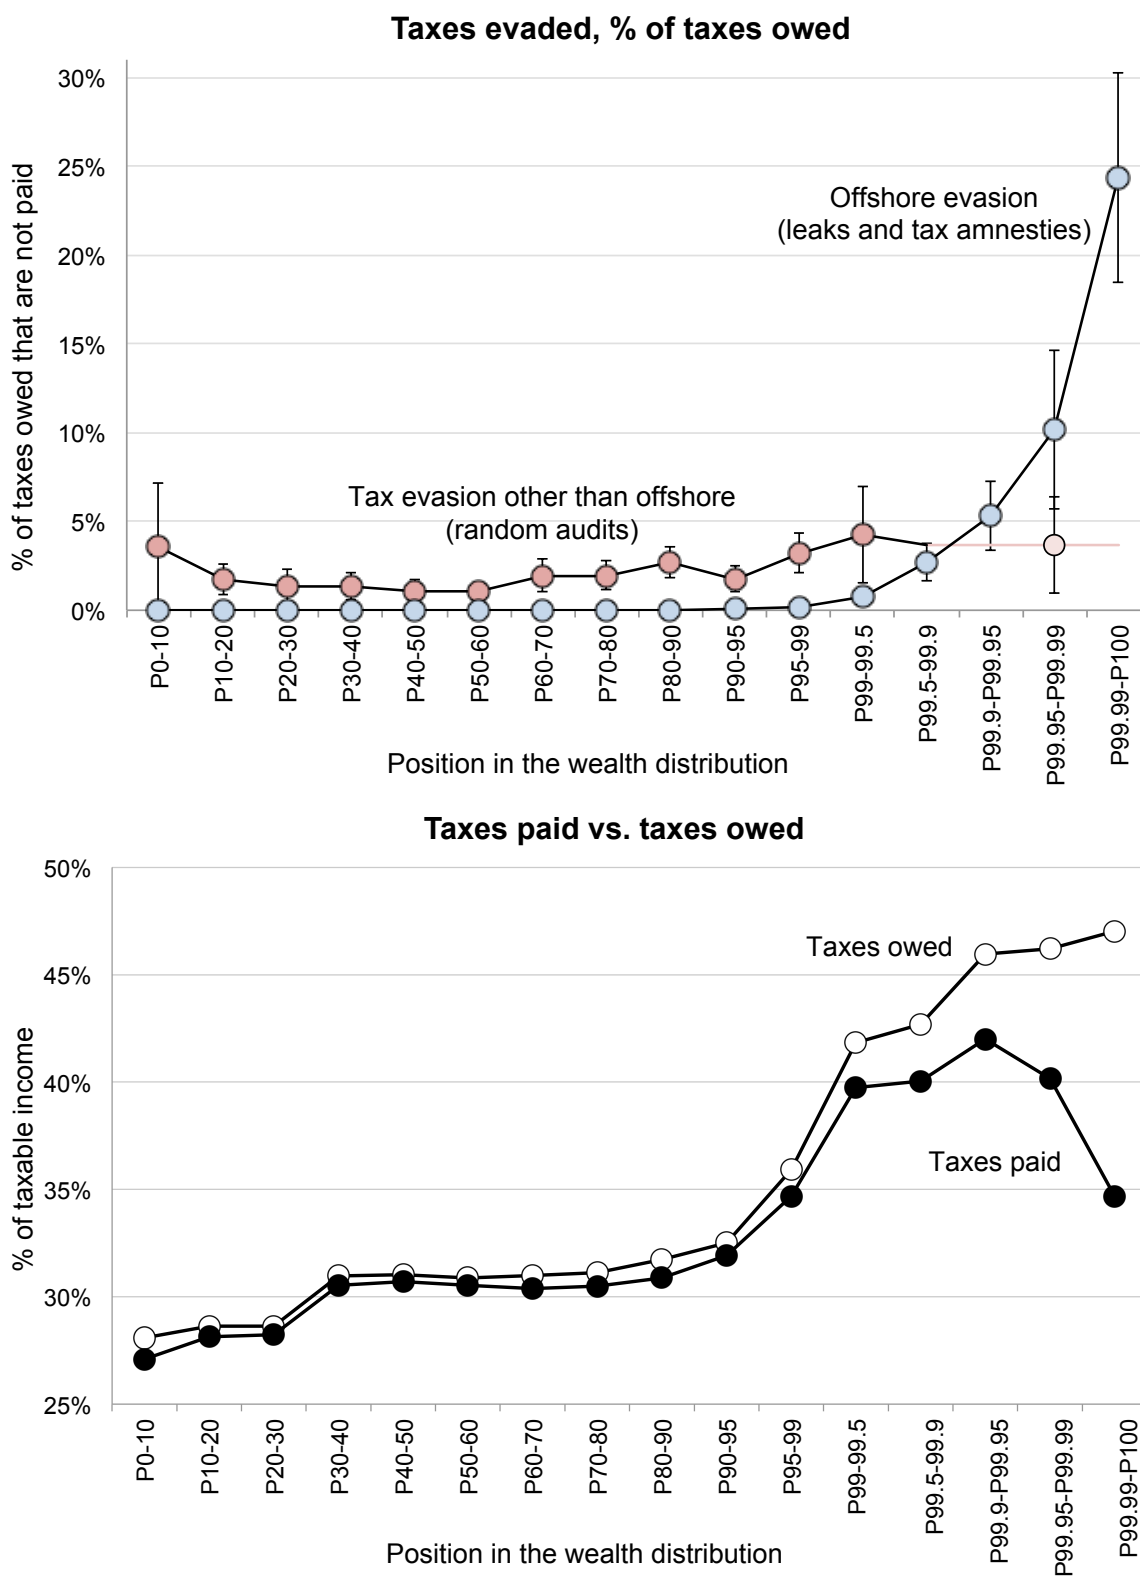 Taxes evaded, % of taxes owed
% of taxes owed that are not paid
30%
25%
20%
15%
10%
5%
0%
Offshore evasion
(leaks and tax amnesties)
Tax evasion other than offshore
(random audits)
P0-10
P10-20
P20-30
P30-40
P40-50
P50-60
P60-70
P70-80
P80-90
P90-95
P95-99
P99-99.5
P99.5-99.9
P99.9-P99.95
P99.95-P99.99
P99.99-P100
Position in the wealth distribution
Taxes paid vs. taxes owed
% of taxable income
50%
45%
40%
35%
30%
25%
Taxes owed
Taxes paid
P0-10
P10-20
P20-30
P30-40
P40-50
P50-60
P60-70
P70-80
P80-90
P90-95
P95-99
P99-99.5
P99.5-99.9
P99.9-P99.95
P99.95-P99.99
P99.99-P100
Position in the wealth distribution